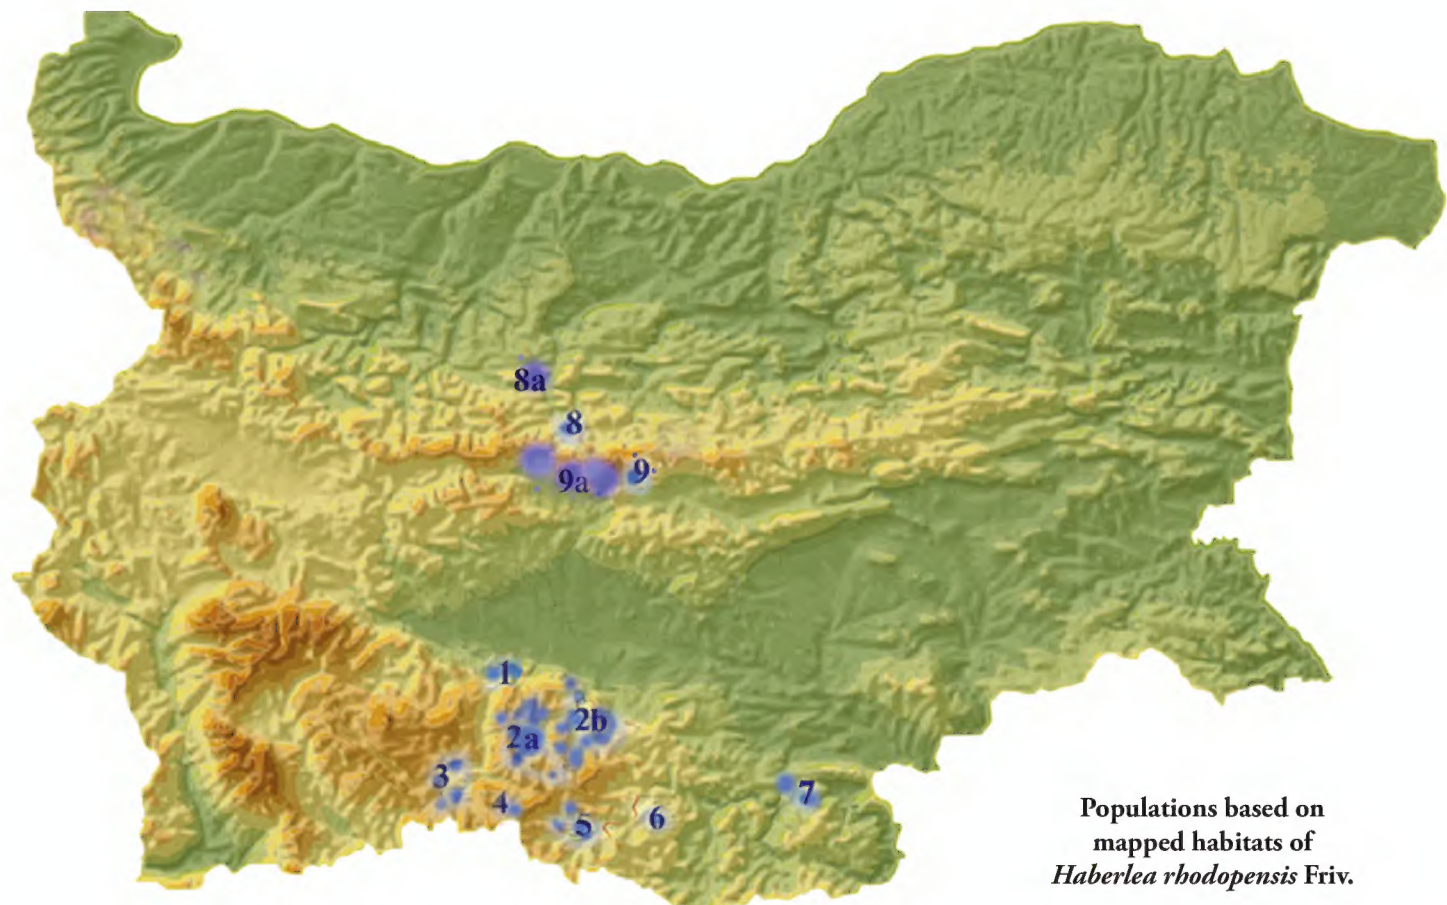 8a
8
9a
9
1
2a
2b
3
4
5
6
7
Populations based on
mapped habitats of
Haberlea rhodopensis Friv.